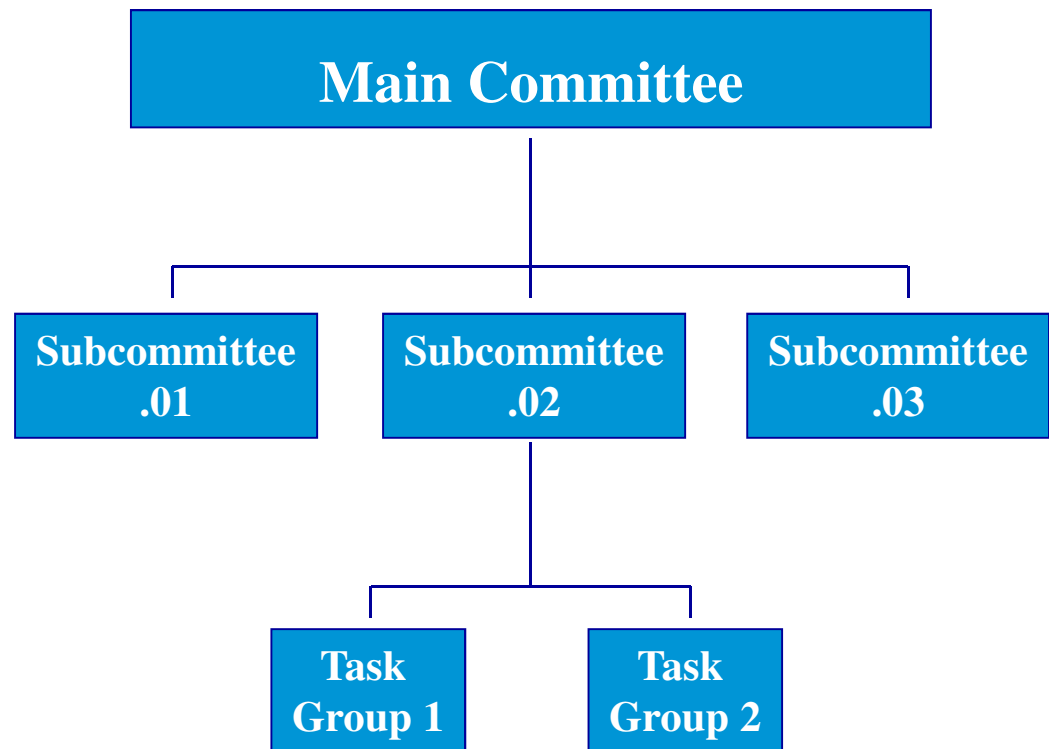 Main Committee
Subcommittee
.01
Subcommittee
.02
Subcommittee
.03
Task
Group 1
Task
Group 2